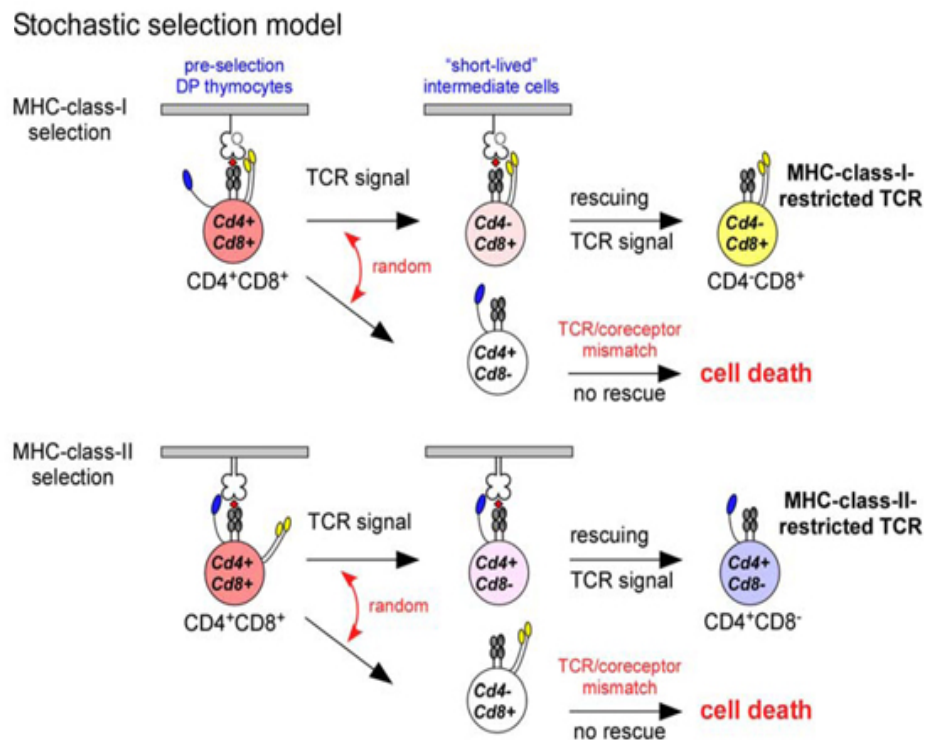 Stochastic selection model
pre-selection
DP thymocytes
"short-lived"
intermediate cells
MHC-class-I
selection
TCR signal
random
Cd4+
Cd8+
CD4⁺CD8⁺
Cd4-
Cd8+
rescuing
TCR signal
Cd4-
Cd8+
CD4⁻CD8⁺
MHC-class-I-
restricted TCR
Cd4+
Cd8-
TCR/coreceptor
mismatch
no rescue
cell death
MHC-class-II
selection
TCR signal
random
Cd4+
Cd8+
CD4⁺CD8⁺
Cd4+
Cd8-
rescuing
TCR signal
Cd4+
Cd8-
CD4⁺CD8⁻
MHC-class-II-
restricted TCR
Cd4-
Cd8+
TCR/coreceptor
mismatch
no rescue
cell death